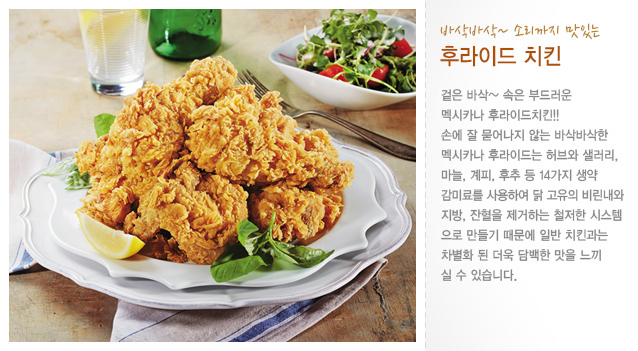 바삭바삭~ 소리까지 맛있는
후라이드 치킨
겉은 바삭~ 속은 부드러운
멕시카나 후라이드치킨!!!
손에 잘 묻어나지 않는 바삭바삭한
멕시카나 후라이드는 허브와 샐러리,
마늘, 계피, 후추 등 14가지 생약
감미료를 사용하여 닭 고유의 비린내와
지방, 잔혈을 제거하는 철저한 시스템
으로 만들기 때문에 일반 치킨과는
차별화 된 더욱 담백한 맛을 느끼
실 수 있습니다.